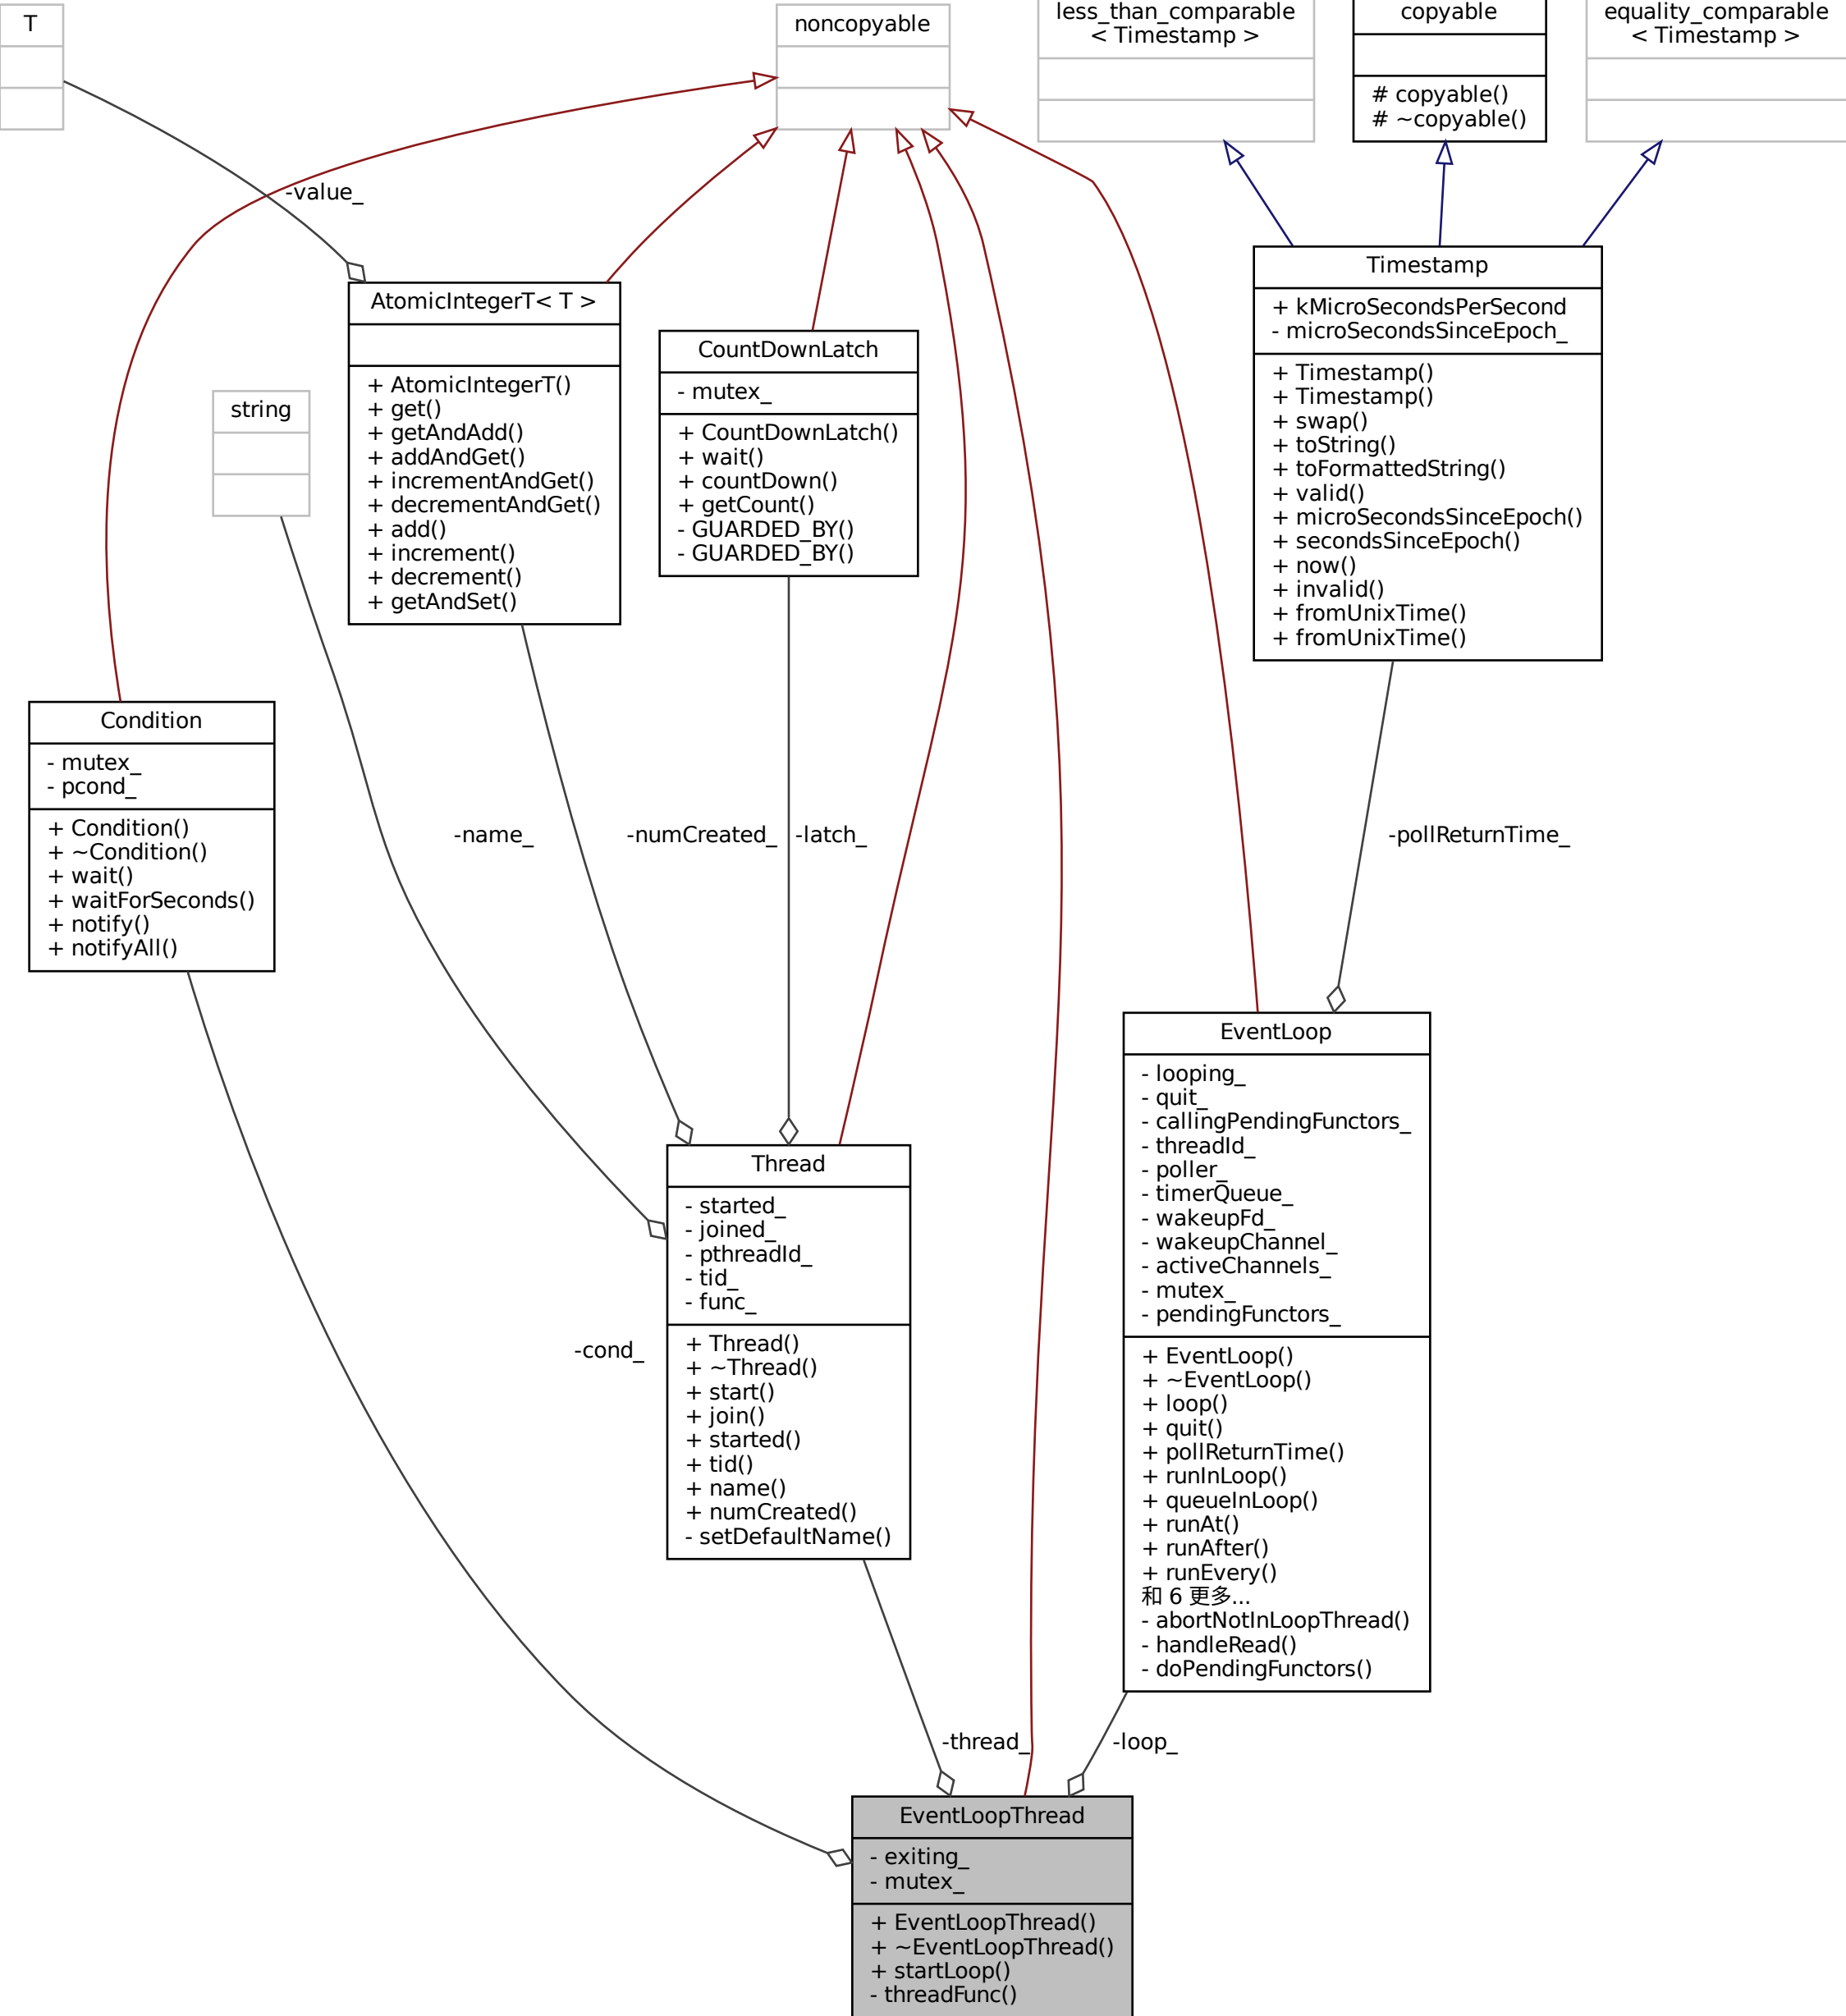 T
noncopyable
less_than_comparable
< Timestamp >
copyable
# copyable()
# ~copyable()
equality_comparable
< Timestamp >
-value_
AtomicIntegerT< T >
+ AtomicIntegerT()
+ get()
+ getAndAdd()
+ addAndGet()
+ incrementAndGet()
+ decrementAndGet()
+ add()
+ increment()
+ decrement()
+ getAndSet()
CountDownLatch
- mutex_
+ CountDownLatch()
+ wait()
+ countDown()
+ getCount()
- GUARDED_BY()
- GUARDED_BY()
Timestamp
+ kMicroSecondsPerSecond
- microSecondsSinceEpoch_
+ Timestamp()
+ Timestamp()
+ swap()
+ toString()
+ toFormattedString()
+ valid()
+ microSecondsSinceEpoch()
+ secondsSinceEpoch()
+ now()
+ invalid()
+ fromUnixTime()
+ fromUnixTime()
string
Condition
- mutex_
- pcond_
+ Condition()
+ ~Condition()
+ wait()
+ waitForSeconds()
+ notify()
+ notifyAll()
-name_
-numCreated_
-latch_
-pollReturnTime_
EventLoop
- looping_
- quit_
- callingPendingFunctors_
- threadId_
- poller_
- timerQueue_
- wakeupFd_
- wakeupChannel_
- activeChannels_
- mutex_
- pendingFunctors_
+ EventLoop()
+ ~EventLoop()
+ loop()
+ quit()
+ pollReturnTime()
+ runInLoop()
+ queueInLoop()
+ runAt()
+ runAfter()
+ runEvery()
和 6 更多...
- abortNotInLoopThread()
- handleRead()
- doPendingFunctors()
Thread
- started_
- joined_
- pthreadId_
- tid_
- func_
+ Thread()
+ ~Thread()
+ start()
+ join()
+ started()
+ tid()
+ name()
+ numCreated()
- setDefaultName()
-cond_
-thread_
-loop_
EventLoopThread
- exiting_
- mutex_
+ EventLoopThread()
+ ~EventLoopThread()
+ startLoop()
- threadFunc()